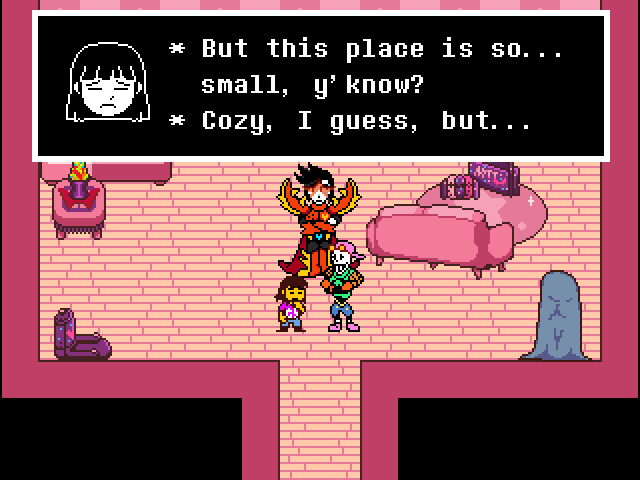 * But this place is so...
small, y'know?
* Cozy, I guess, but...